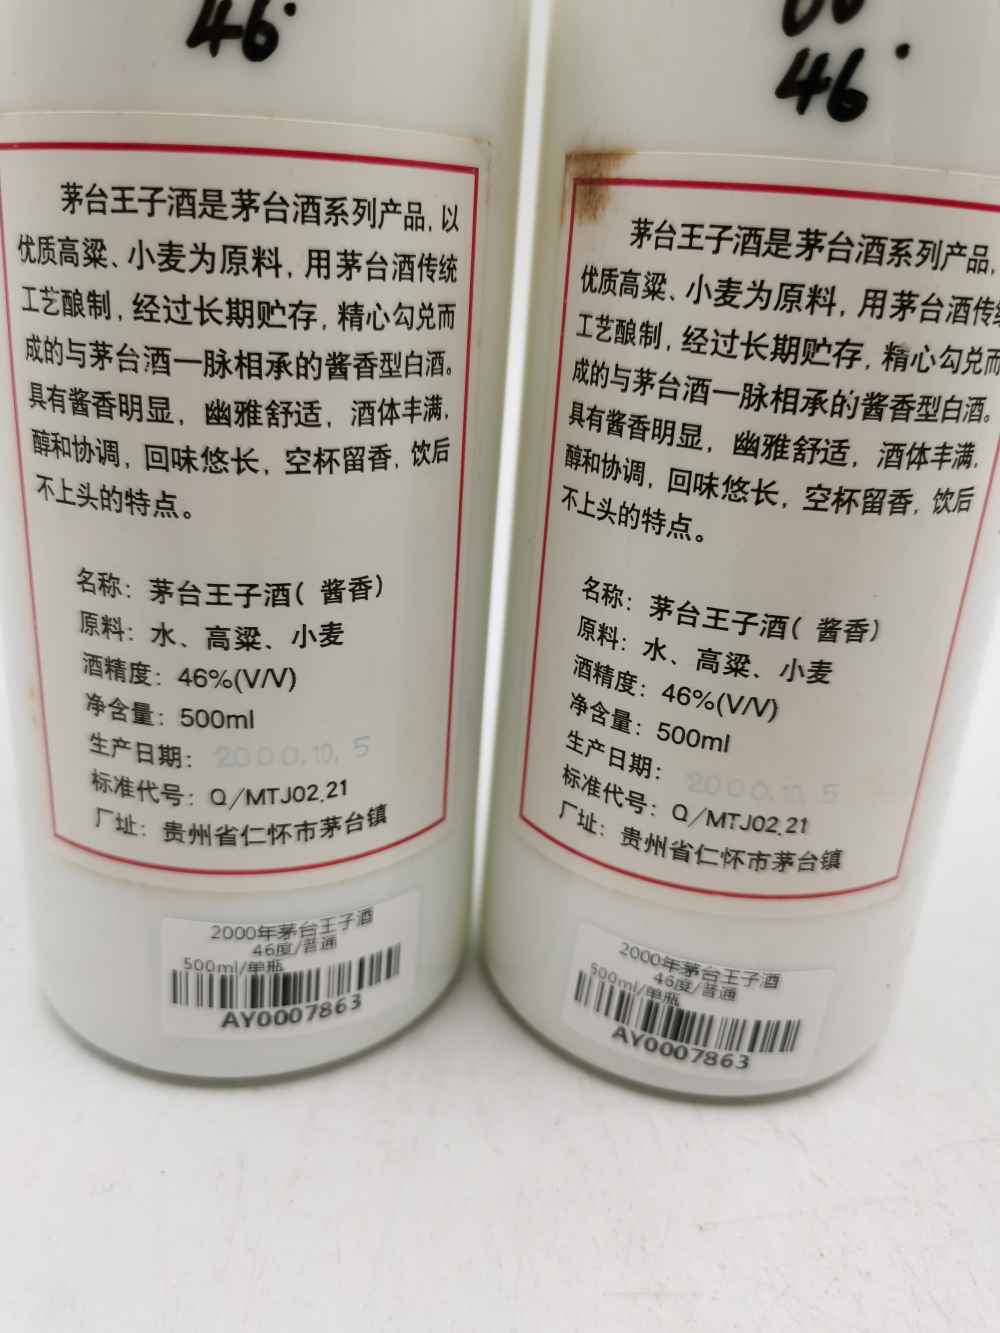 46°
茅台王子酒是茅台酒系列产品，以
优质高粱、小麦为原料，用茅台酒传统
工艺酿制，经过长期贮存，精心勾兑而
成的与茅台酒一脉相承的酱香型白酒。
具有酱香明显，幽雅舒适，酒体丰满，
醇和协调，回味悠长，空杯留香，饮后
不上头的特点。
名称：茅台王子酒（酱香）
原料：水、高粱、小麦
酒精度：46%(V/V)
净含量：500ml
生产日期：2000.10.5
标准代号：Q/MTJ02.21
厂址：贵州省仁怀市茅台镇
2000年茅台王子酒
46度/普通
500ml/单瓶
AY0007863
46°
茅台王子酒是茅台酒系列产品，
优质高粱、小麦为原料，用茅台酒传统
工艺酿制，经过长期贮存，精心勾兑而
成的与茅台酒一脉相承的酱香型白酒。
具有酱香明显，幽雅舒适，酒体丰满，
醇和协调，回味悠长，空杯留香，饮后
不上头的特点。
名称：茅台王子酒（酱香）
原料：水、高粱、小麦
酒精度：46%(V/V)
净含量：500ml
生产日期：2000.10.5
标准代号：Q/MTJ02.21
厂址：贵州省仁怀市茅台镇
2000年茅台王子酒
46度/普通
500ml/单瓶
AY0007863